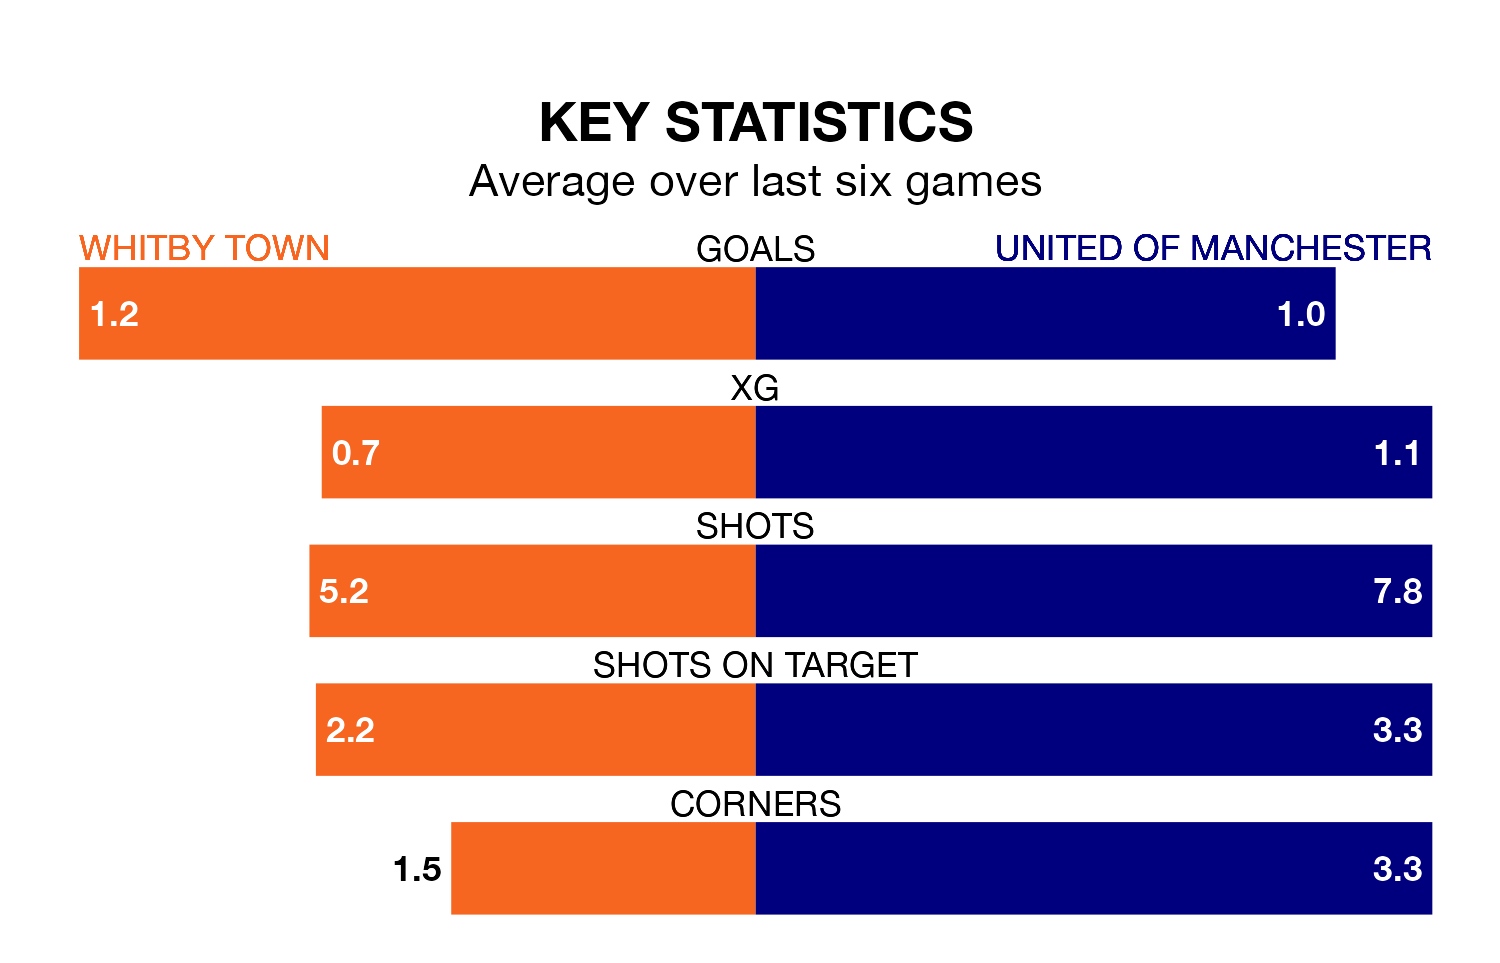 KEY STATISTICS
Average over last six games
WHITBY TOWN GOALS UNITED OF MANCHESTER
1.2 1.0
XG
0.7 1.1
SHOTS
5.2 7.8
SHOTS ON TARGET
2.2 3.3
CORNERS
1.5 3.3